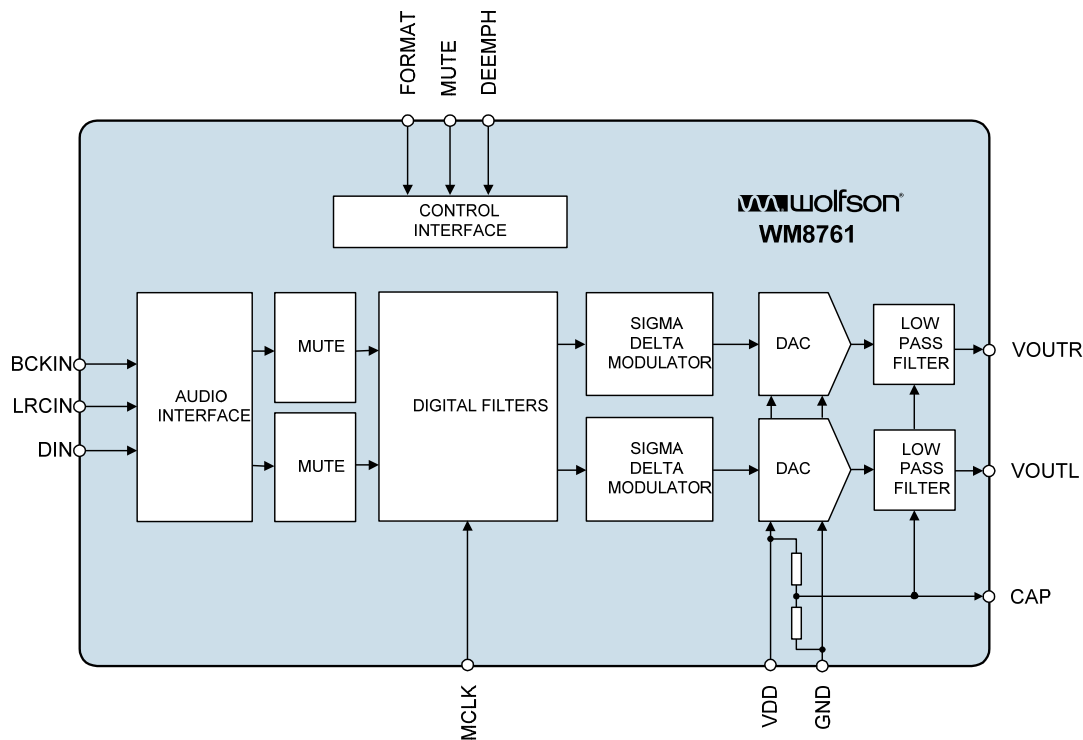 FORMAT
MUTE
DEEMPH
CONTROL
INTERFACE
wolfson®
WM8761
BCKIN
LRCIN
DIN
AUDIO
INTERFACE
MUTE
MUTE
DIGITAL FILTERS
SIGMA
DELTA
MODULATOR
SIGMA
DELTA
MODULATOR
DAC
DAC
LOW
PASS
FILTER
LOW
PASS
FILTER
VOUTR
VOUTL
CAP
MCLK
VDD
GND